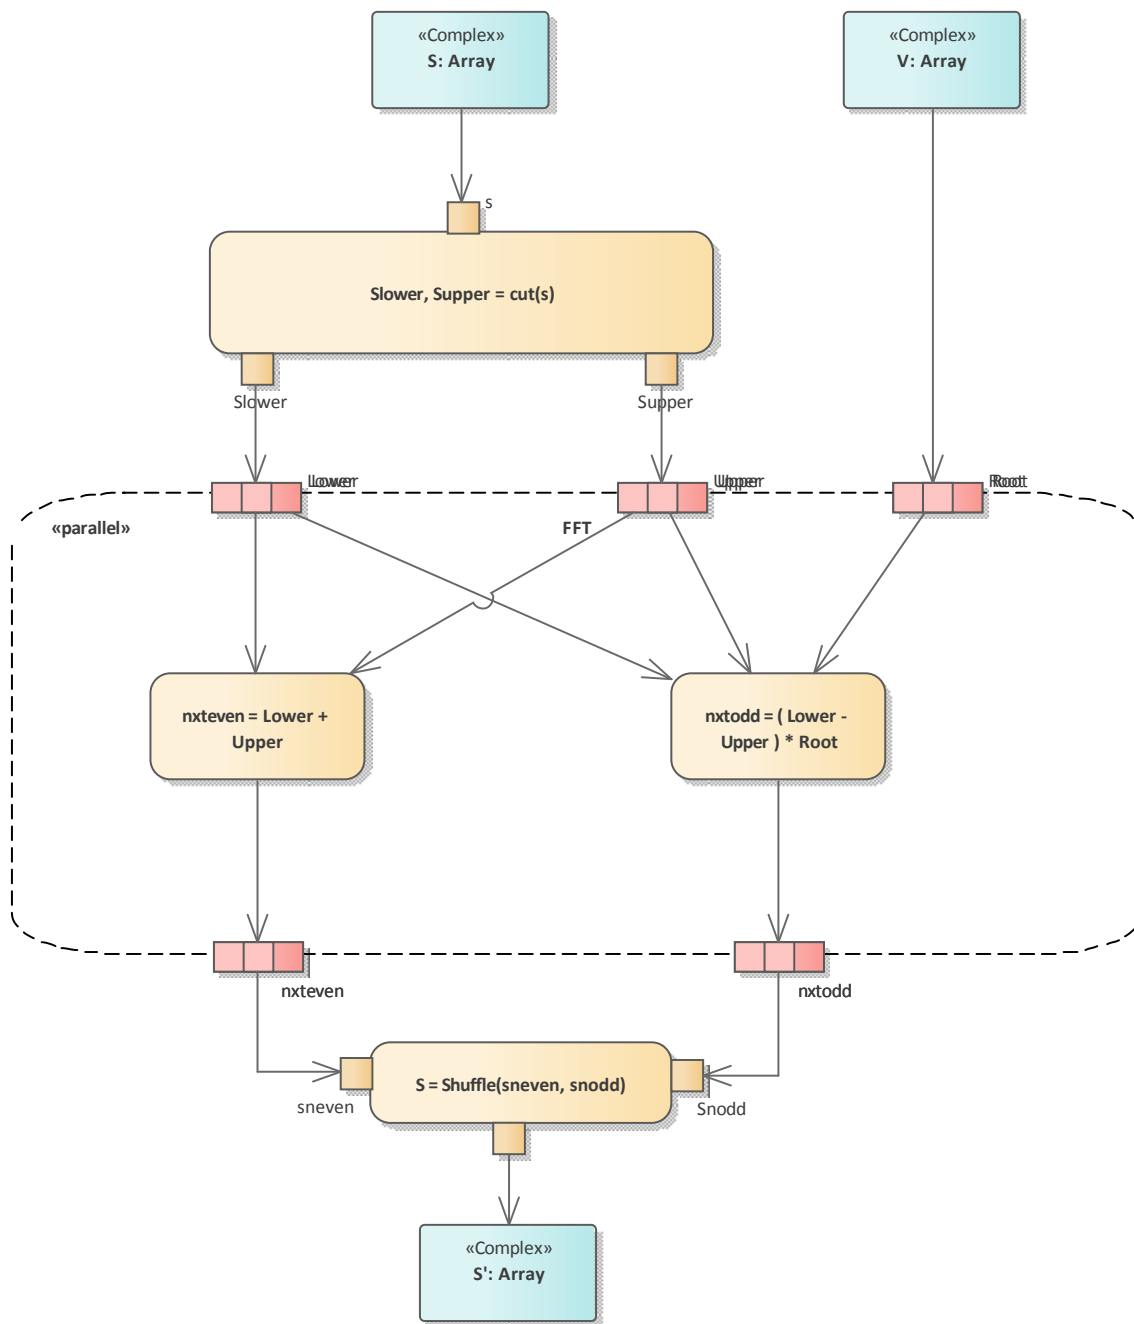 «Complex»
S: Array
«Complex»
V: Array
s
Slower, Supper = cut(s)
Slower
Supper
Lower
Upper
Root
«parallel»
FFT
nxteven = Lower +
Upper
nxtodd = ( Lower -
Upper ) * Root
nxteven
nxtodd
S = Shuffle(sneven, snodd)
sneven
Snodd
«Complex»
S': Array